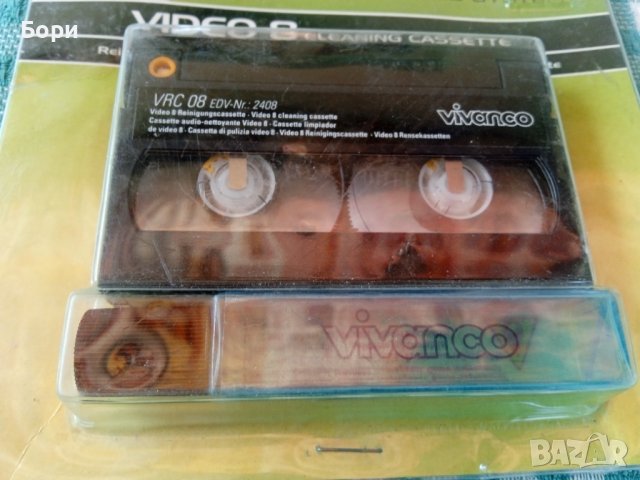 Бори
VIDEO 8 CLEANING CASSETTE
Rei
VRC 08 EDV-Nr.: 2408
Video 8 Reinigungscassette · Video 8 cleaning cassette
Cassette audio-nettoyante Video 8 · Cassette limpiador
de video 8 · Cassetta di pulizia video 8 · Video 8 Reinigingscassette · Video 8 Rensekassetten
vivanco
vivanco
BAZAR